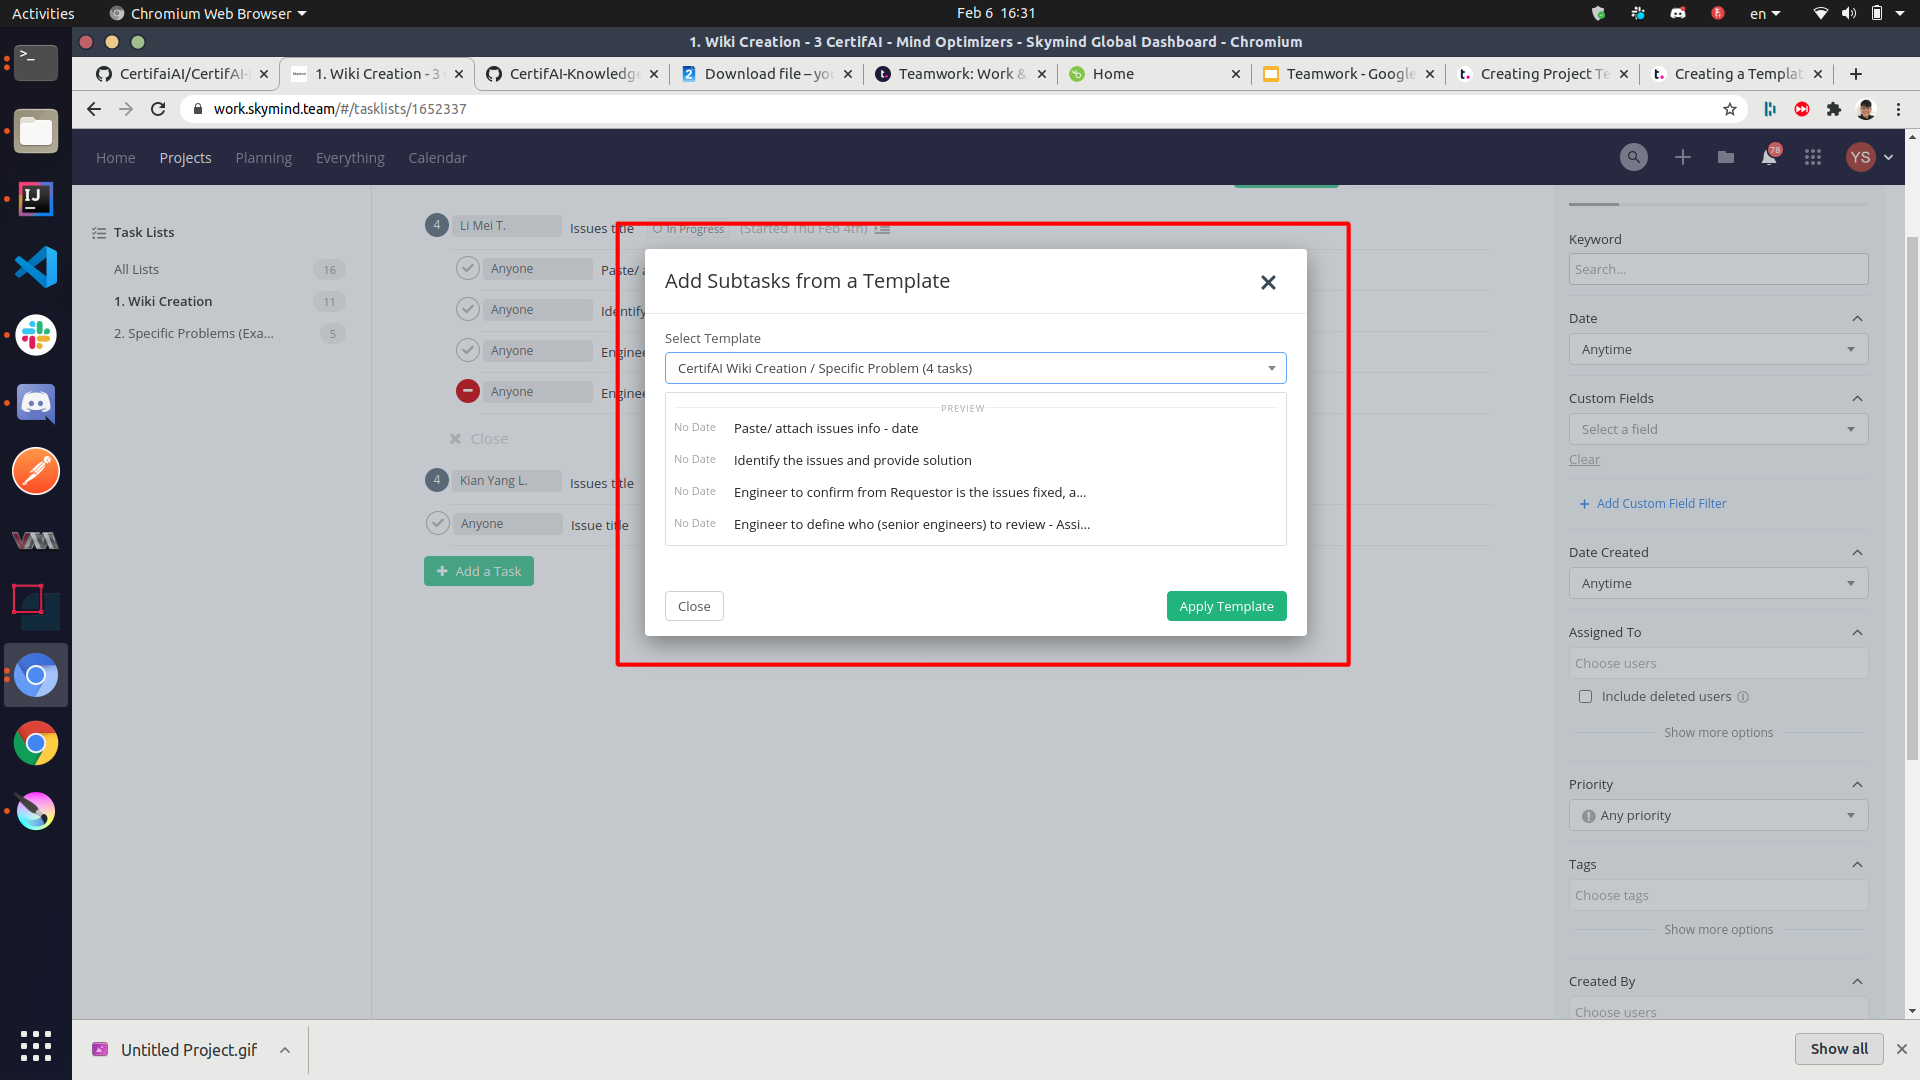 Activities
Chromium Web Browser
Feb 6 16:31
en
1. Wiki Creation - 3 CertifAI - Mind Optimizers - Skymind Global Dashboard - Chromium
CertifaiAI/CertifAI-
1. Wiki Creation - 3
CertifAI-Knowledge
Download file – you
Teamwork: Work &
Home
Teamwork - Google
Creating Project Te
Creating a Templat
work.skymind.team/#/tasklists/1652337
Home
Projects
Planning
Everything
Calendar
78
YS
Task Lists
All Lists
16
1. Wiki Creation
11
2. Specific Problems (Exa...
5
4
Li Mei T.
Issues title
In Progress
(Started Thu Feb 4th)
Anyone
Paste/
Anyone
Identify
Anyone
Enginee
Anyone
Enginee
Close
4
Kian Yang L.
Issues title
Anyone
Issue title
Add a Task
Add Subtasks from a Template
Select Template
CertifAI Wiki Creation / Specific Problem (4 tasks)
PREVIEW
No Date
Paste/ attach issues info - date
No Date
Identify the issues and provide solution
No Date
Engineer to confirm from Requestor is the issues fixed, a...
No Date
Engineer to define who (senior engineers) to review - Assi...
Close
Apply Template
Keyword
Search...
Date
Anytime
Custom Fields
Select a field
Clear
+ Add Custom Field Filter
Date Created
Anytime
Assigned To
Choose users
Include deleted users
Show more options
Priority
Any priority
Tags
Choose tags
Show more options
Created By
Choose users
Untitled Project.gif
Show all